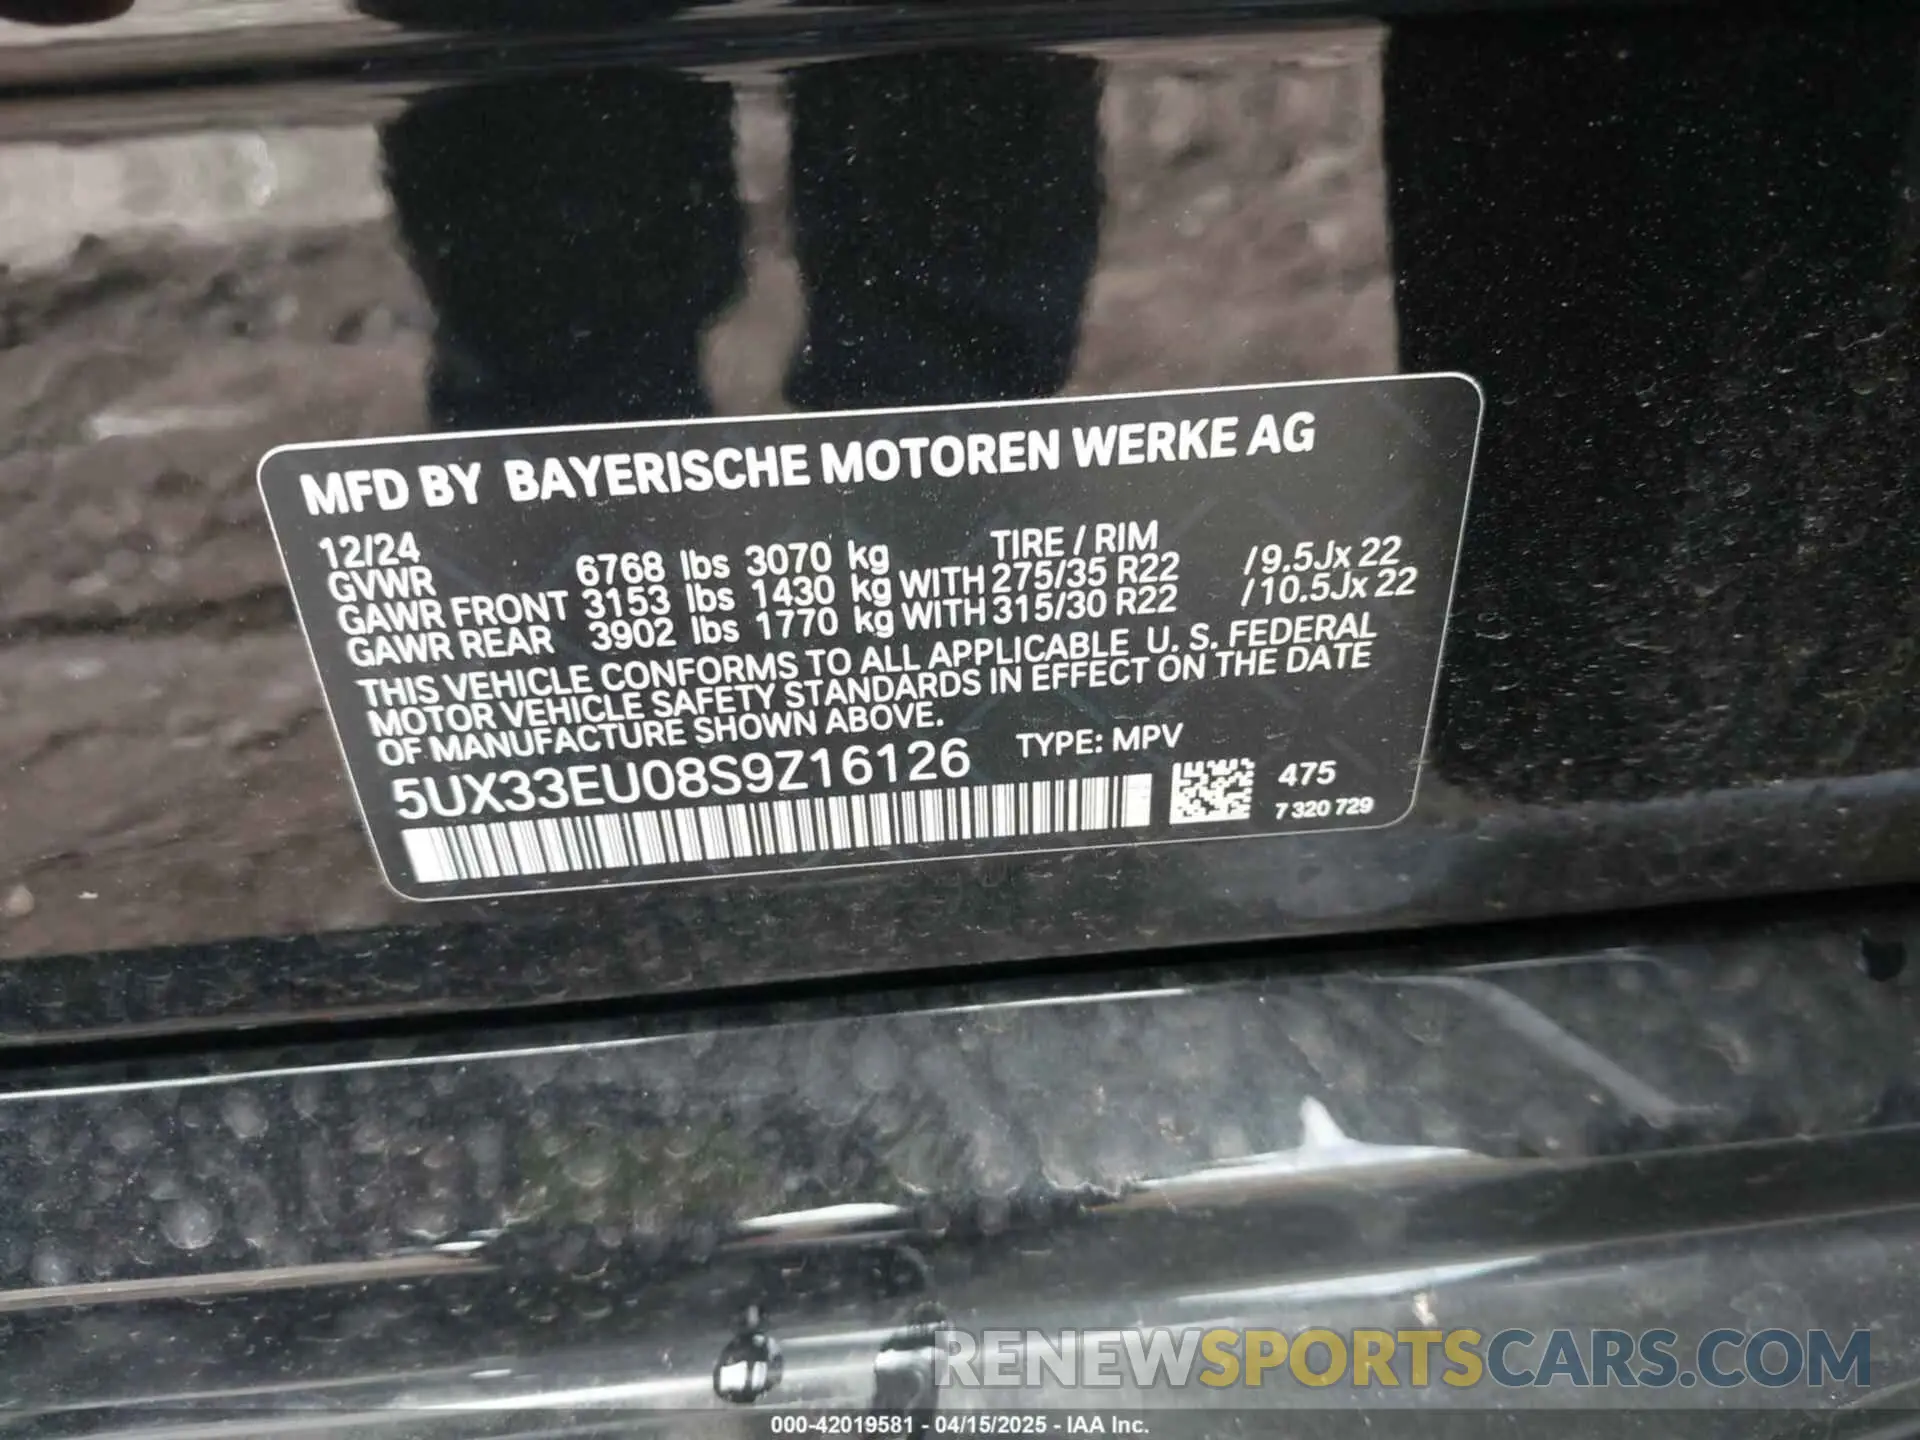 MFD BY BAYERISCHE MOTOREN WERKE AG
12/24 TIRE / RIM
GVWR 6768 lbs 3070 kg
GAWR FRONT 3153 lbs 1430 kg WITH 275/35 R22 /9.5Jx 22
GAWR REAR 3902 lbs 1770 kg WITH 315/30 R22 /10.5Jx 22
THIS VEHICLE CONFORMS TO ALL APPLICABLE U. S. FEDERAL
MOTOR VEHICLE SAFETY STANDARDS IN EFFECT ON THE DATE
OF MANUFACTURE SHOWN ABOVE.
5UX33EU08S9Z16126 TYPE: MPV
475
7 320 729
RENEWSPORTSCARS.COM
000-42019581 - 04/15/2025 - IAA Inc.